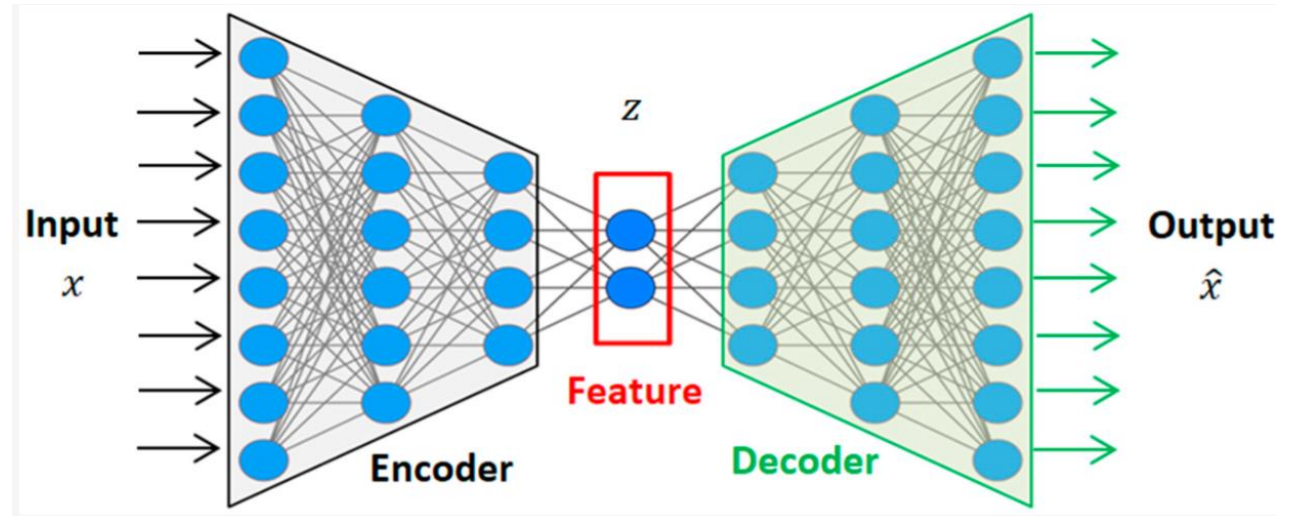 z
Input
x
Output
x̂
Feature
Encoder
Decoder